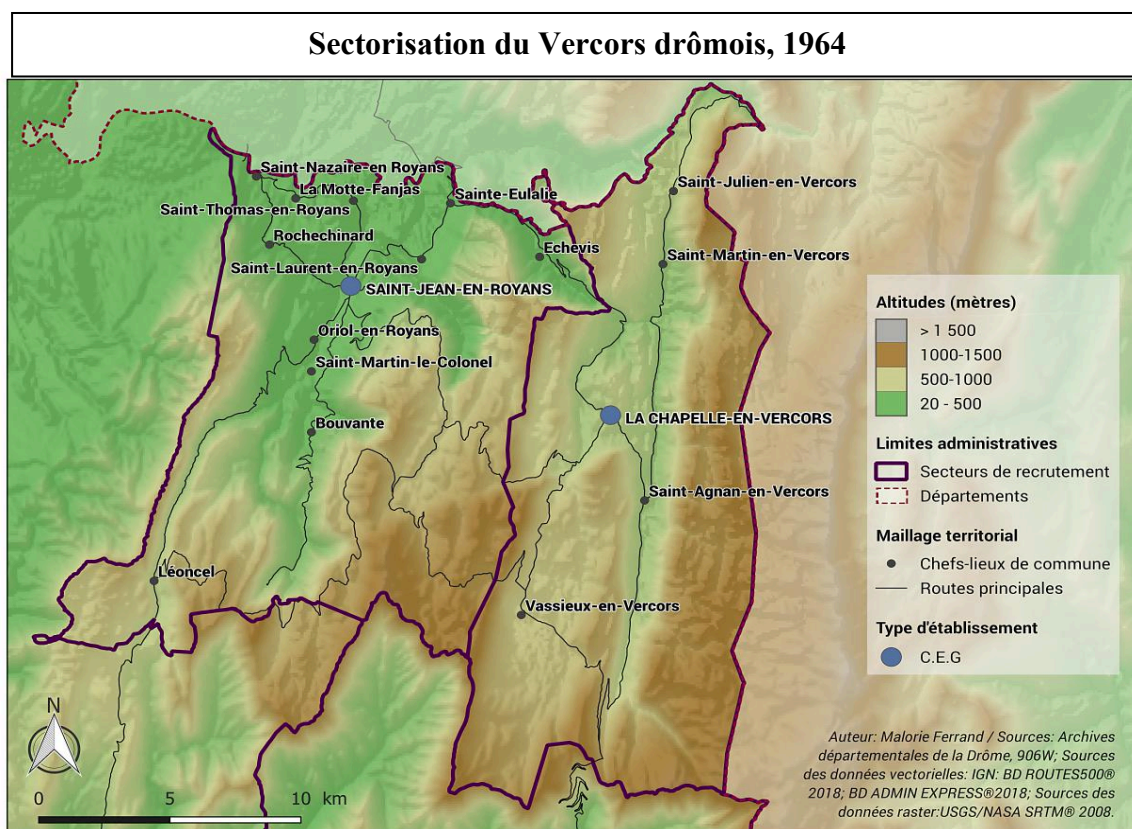 Sectorisation du Vercors drômois, 1964
Saint-Nazaire-en Royans
La Motte-Fanjas
Saint-Thomas-en-Royans
Sainte-Eulalie
Saint-Julien-en-Vercors
Rochechinard
Echevis
Saint-Martin-en-Vercors
Saint-Laurent-en-Royans
SAINT-JEAN-EN-ROYANS
Oriol-en-Royans
Saint-Martin-le-Colonel
Bouvante
LA CHAPELLE-EN-VERCORS
Saint-Agnan-en-Vercors
Léoncel
Vassieux-en-Vercors
Altitudes (mètres)
> 1 500
1000-1500
500-1000
20 - 500
Limites administratives
Secteurs de recrutement
Départements
Maillage territorial
Chefs-lieux de commune
Routes principales
Type d'établissement
C.E.G
N
0 5 10 km
Auteur: Malorie Ferrand / Sources: Archives
départementales de la Drôme, 906W; Sources
des données vectorielles: IGN: BD ROUTES500®
2018; BD ADMIN EXPRESS®2018; Sources des
données raster:USGS/NASA SRTM® 2008.